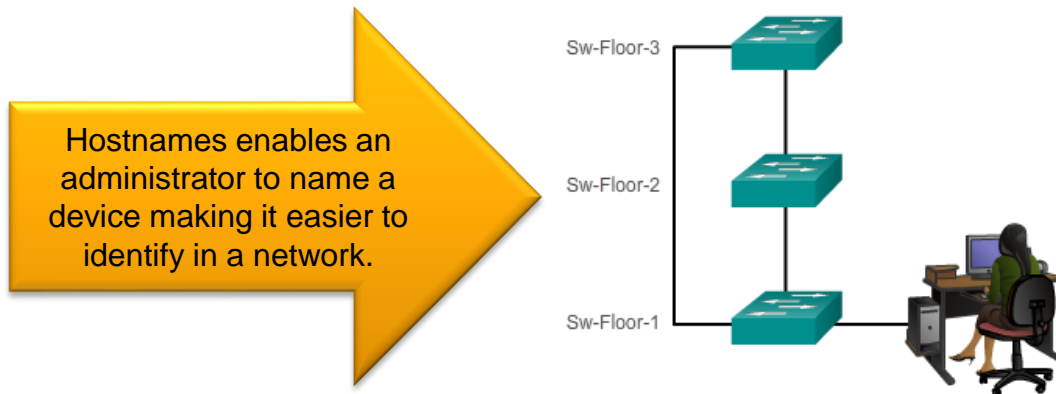 Hostnames enables an
administrator to name a
device making it easier to
identify in a network.
Sw-Floor-3
Sw-Floor-2
Sw-Floor-1